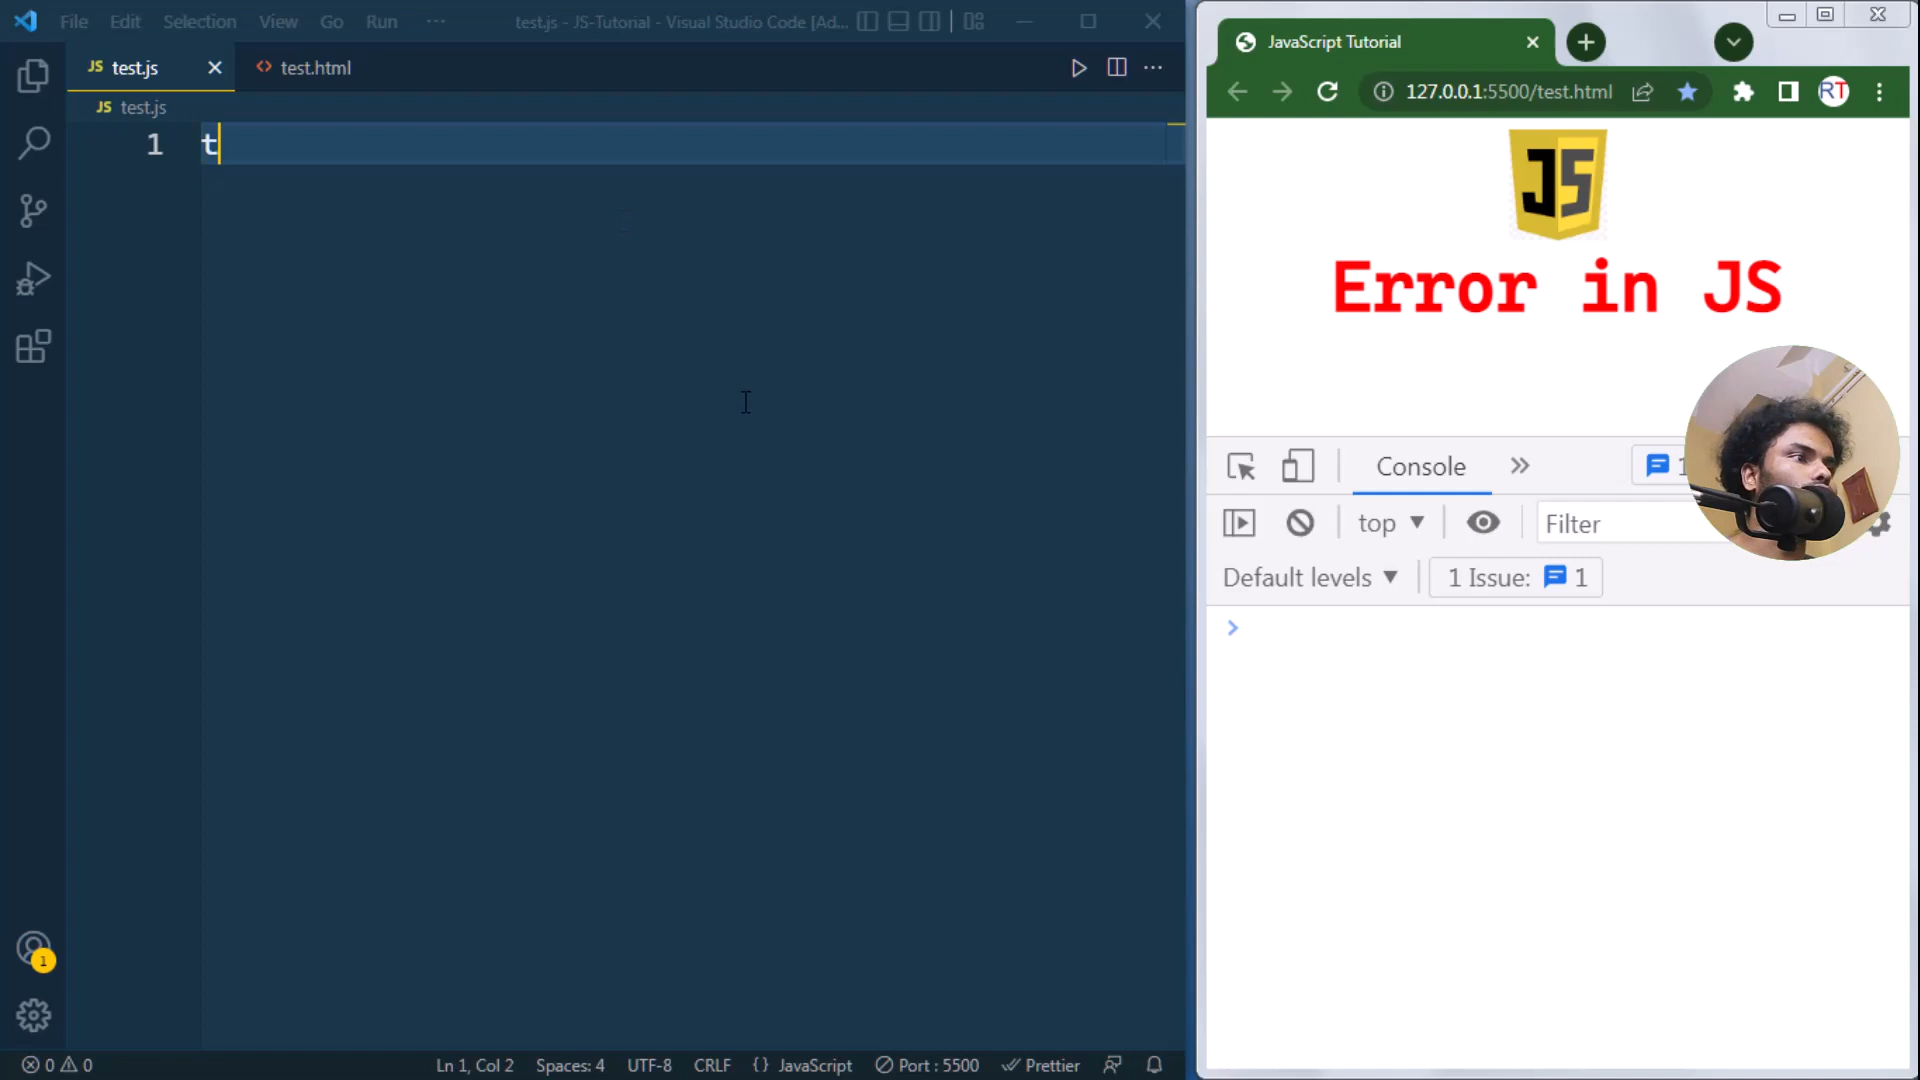 File Edit Selection View Go Run ··· test.js - JS-Tutorial - Visual Studio Code [Ad...
JS test.js
test.html
JS test.js
1 t
1
0 0 Ln 1, Col 2 Spaces: 4 UTF-8 CRLF {} JavaScript Port : 5500 Prettier
JavaScript Tutorial
127.0.0.1:5500/test.html
RT
JS
Error in JS
Console
1
top
Filter
Default levels
1 Issue: 1